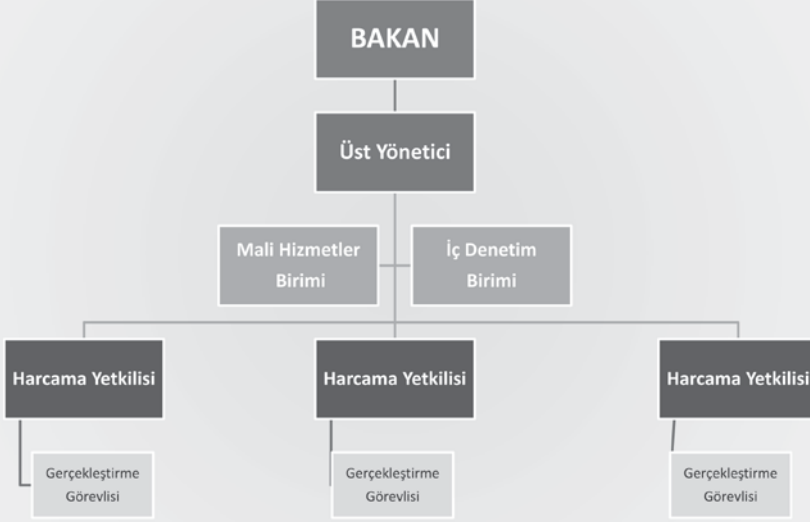 BAKAN
Üst Yönetici
Mali Hizmetler
Birimi
İç Denetim
Birimi
Harcama Yetkilisi
Harcama Yetkilisi
Harcama Yetkilisi
Gerçekleştirme
Görevlisi
Gerçekleştirme
Görevlisi
Gerçekleştirme
Görevlisi